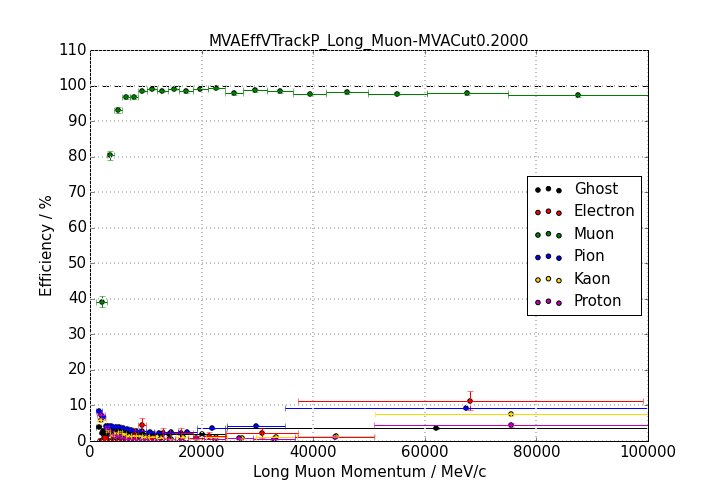 MVAEffVTrackP_Long_Muon-MVACut0.2000
110
100
90
80
70
60
50
40
30
20
10
0
Efficiency / %
Ghost
Electron
Muon
Pion
Kaon
Proton
0 20000 40000 60000 80000 100000
Long Muon Momentum / MeV/c